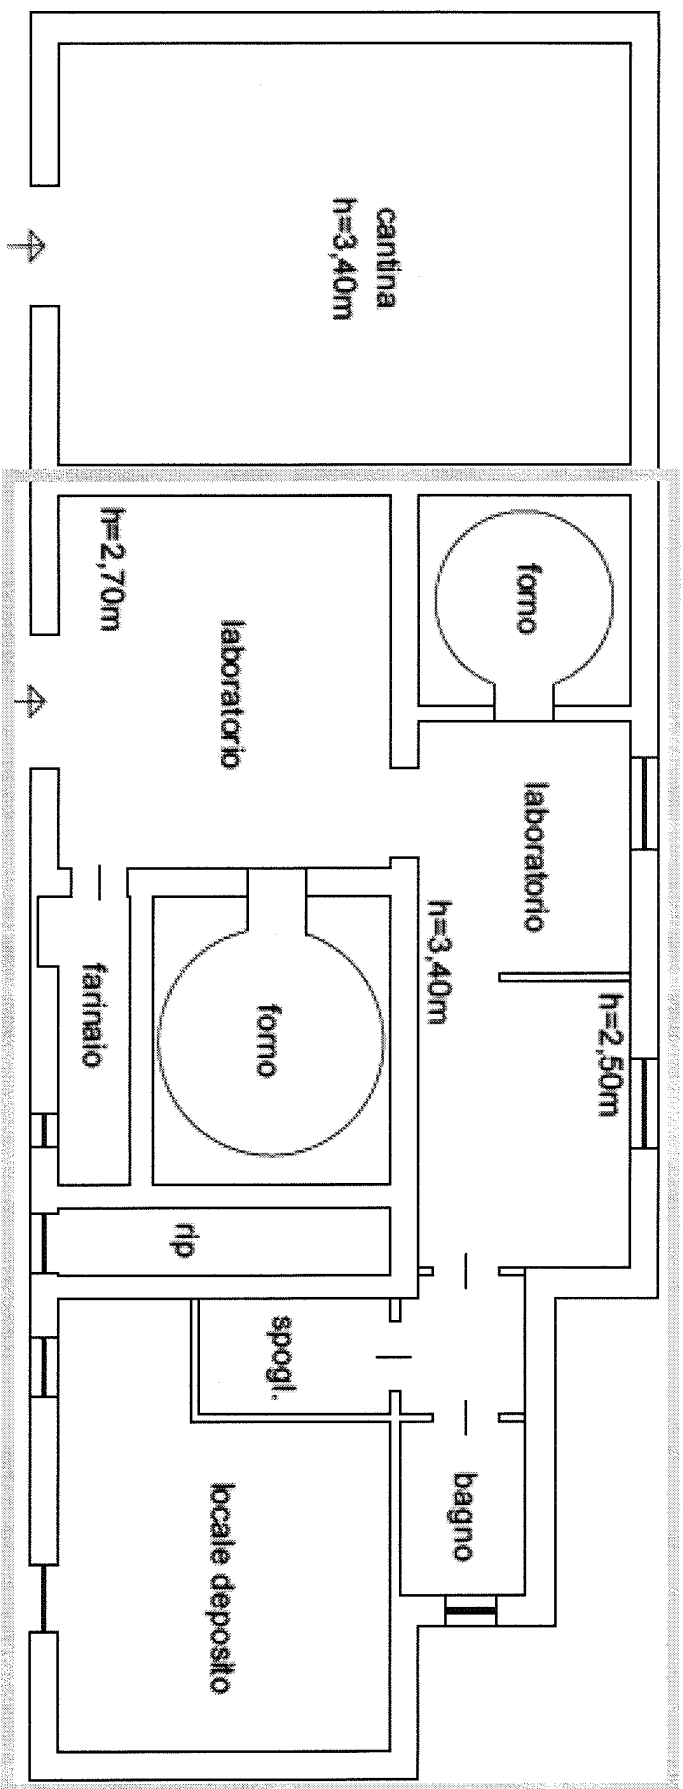 cantina
h=3,40m
forno
laboratorio
h=2,70m
laboratorio
h=3,40m
h=2,50m
forno
farinaio
rip
spogl.
bagno
locale deposito